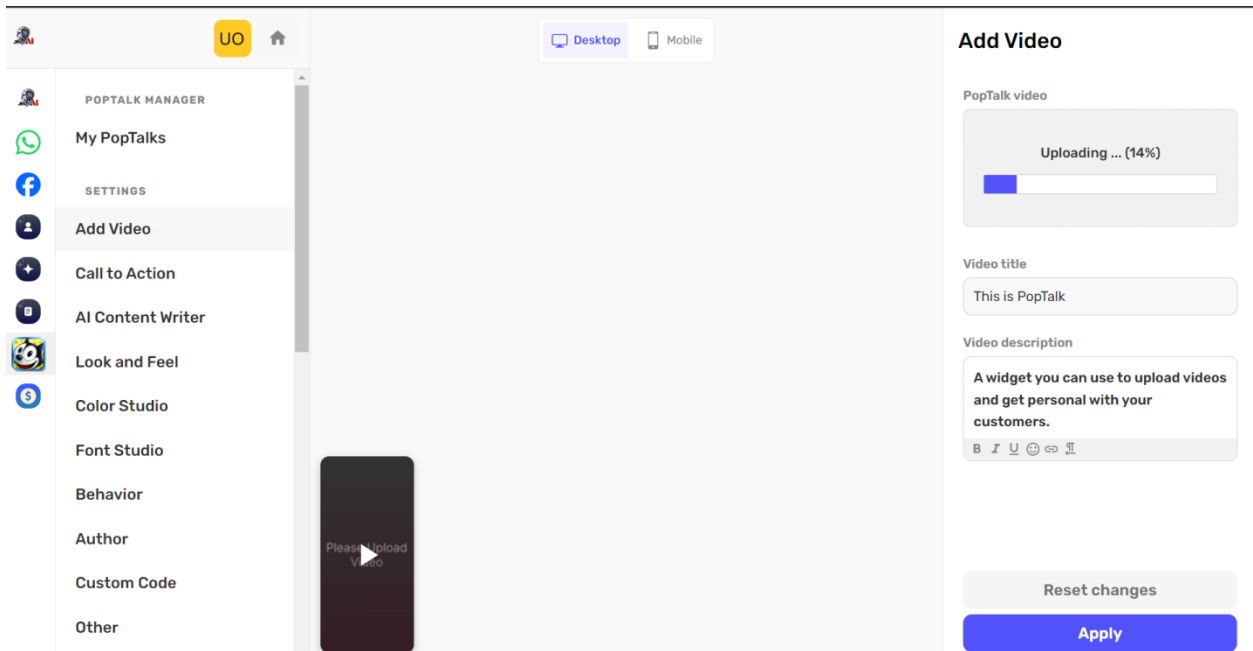 UO
Desktop
Mobile
Add Video
POPTALK MANAGER
My PopTalks
SETTINGS
Add Video
Call to Action
AI Content Writer
Look and Feel
Color Studio
Font Studio
Behavior
Author
Custom Code
Other
Please Upload
Video
PopTalk video
Uploading ... (14%)
Video title
This is PopTalk
Video description
A widget you can use to upload videos
and get personal with your
customers.
B I U
Reset changes
Apply